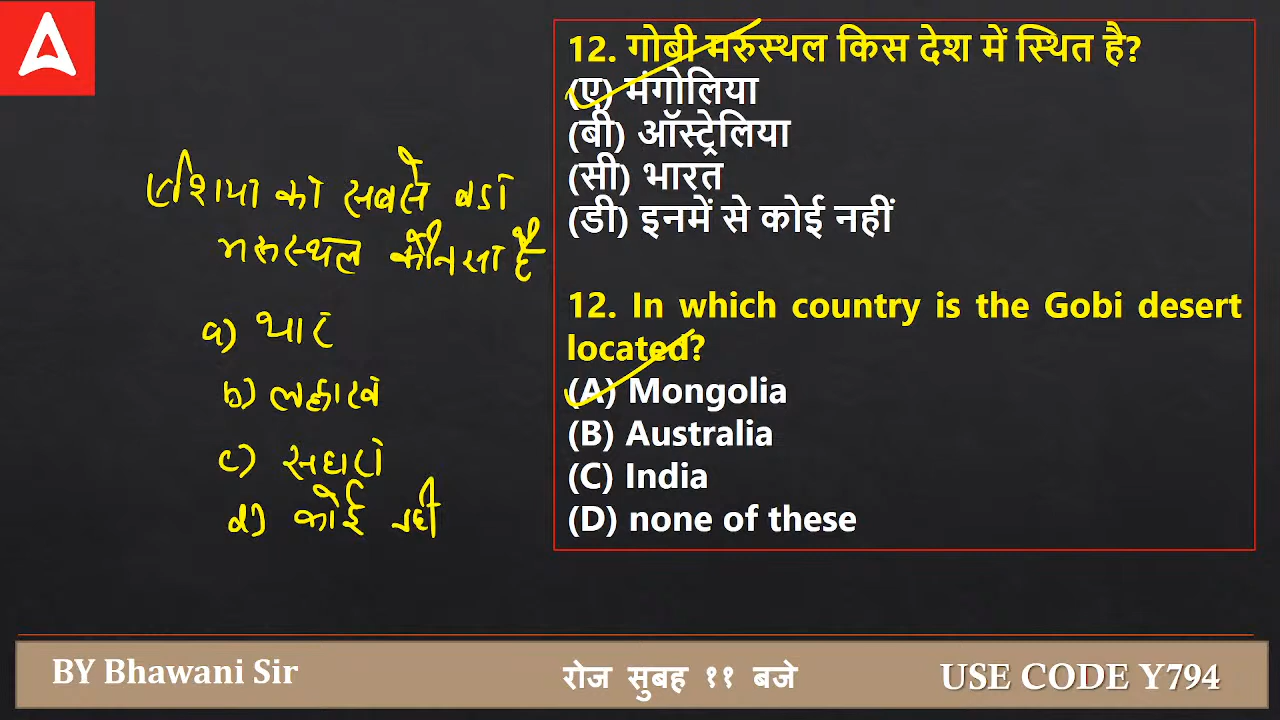 12. गोबी मरुस्थल किस देश में स्थित है?
(ए) मंगोलिया
(बी) ऑस्ट्रेलिया
(सी) भारत
(डी) इनमें से कोई नहीं
12. In which country is the Gobi desert
located?
(A) Mongolia
(B) Australia
(C) India
(D) none of these
एशिया का सबसे बडा
मरुस्थल कौनसा है
a) थार
b) लद्दाख
c) सहारा
d) कोई नही
BY Bhawani Sir
रोज सुबह ११ बजे
USE CODE Y794